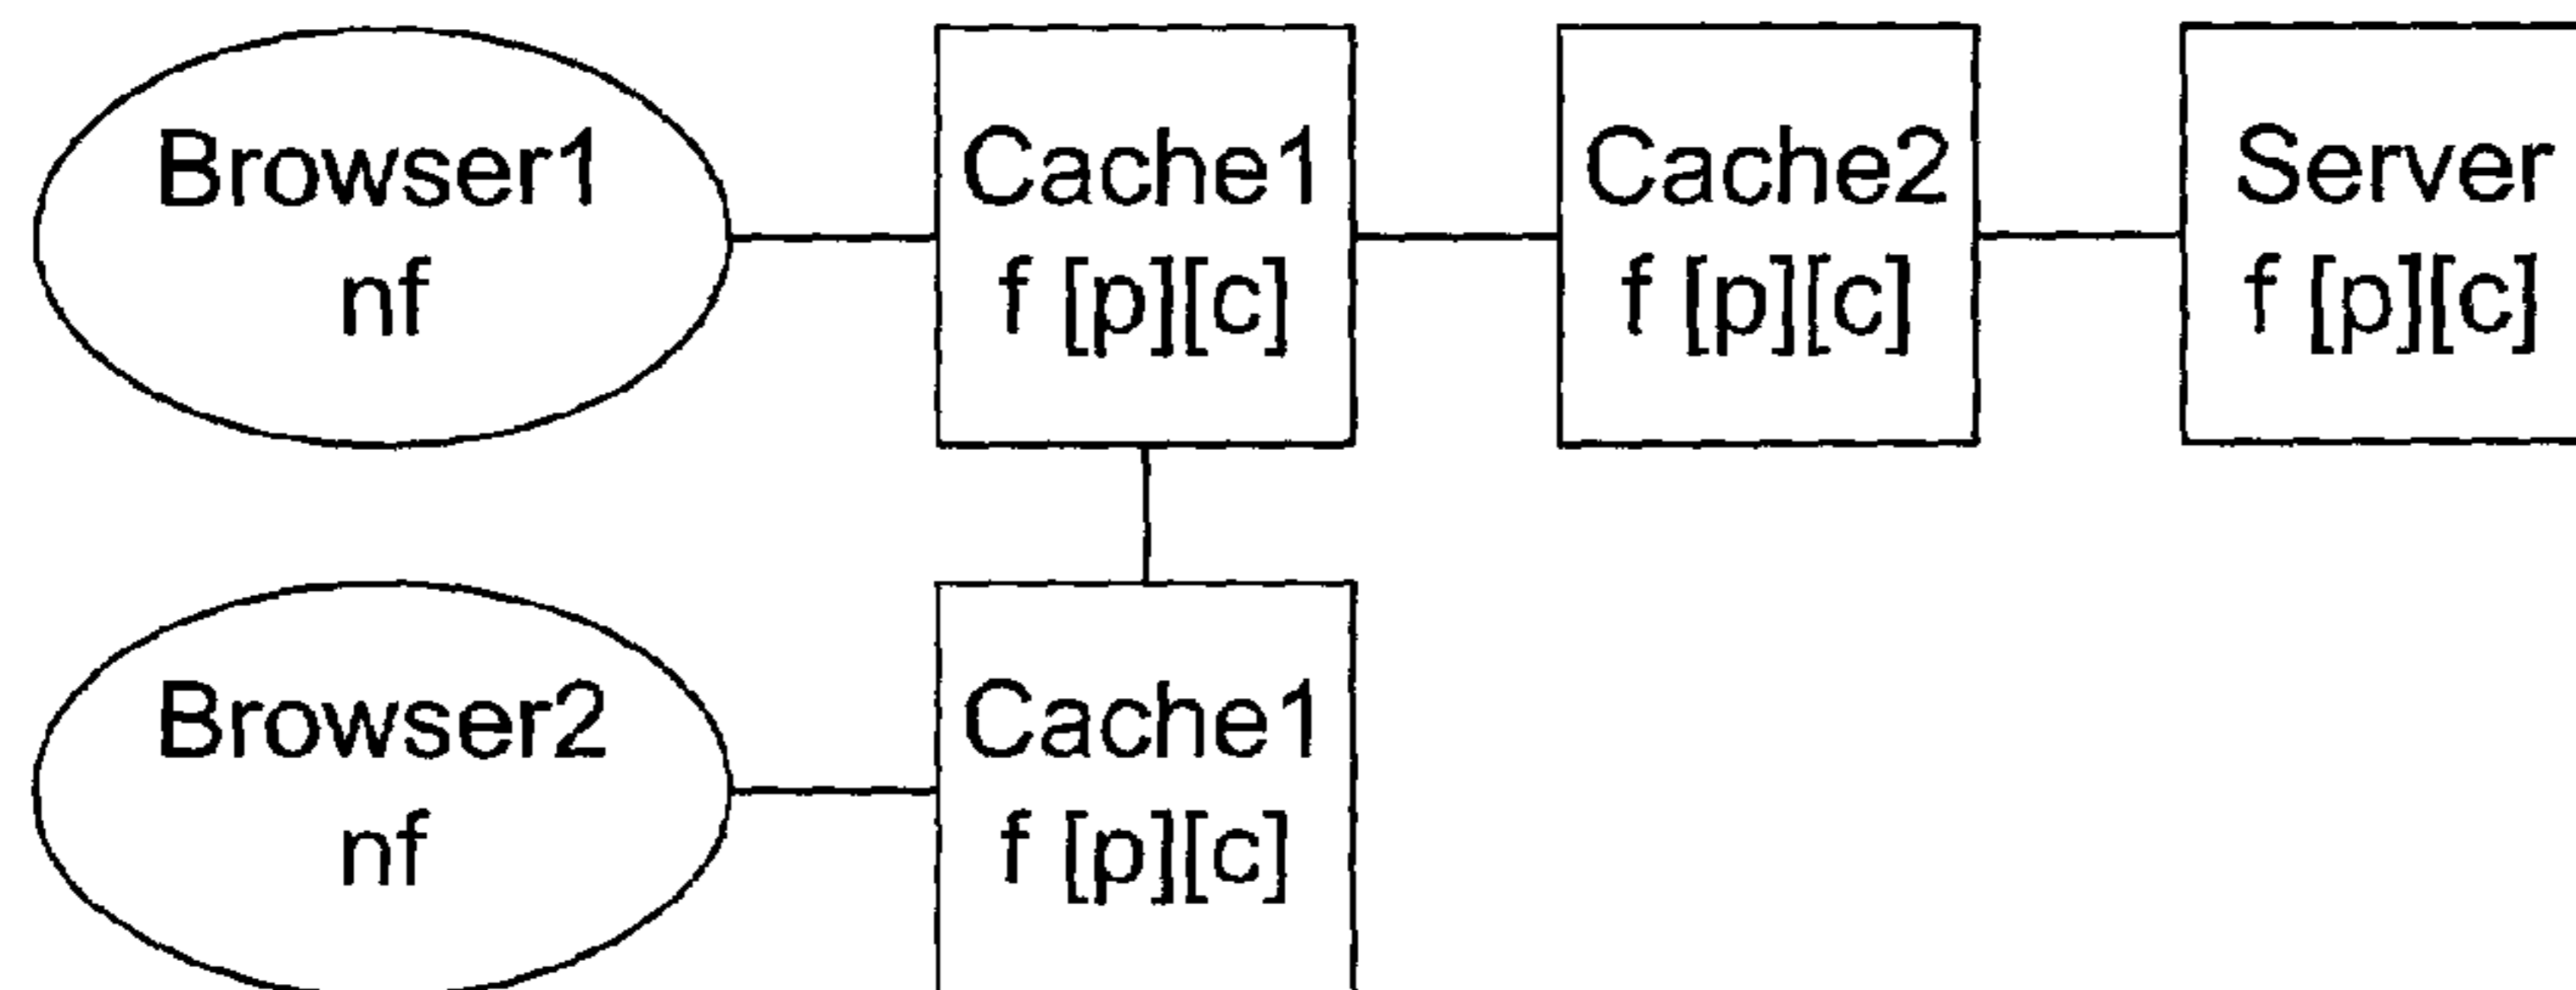 Browser1
nf
Cache1
f [p][c]
Cache2
f [p][c]
Server
f [p][c]
Browser2
nf
Cache1
f [p][c]